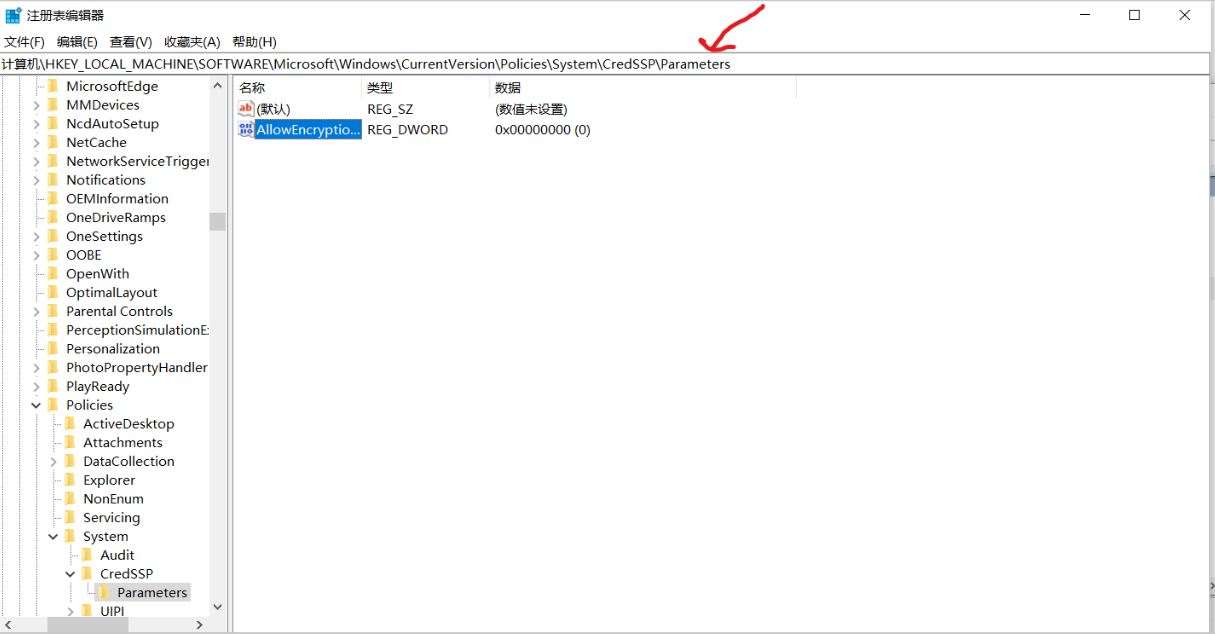 注册表编辑器
文件(F) 编辑(E) 查看(V) 收藏夹(A) 帮助(H)
计算机\HKEY_LOCAL_MACHINE\SOFTWARE\Microsoft\Windows\CurrentVersion\Policies\System\CredSSP\Parameters
MicrosoftEdge
MMDevices
NcdAutoSetup
NetCache
NetworkServiceTrigger
Notifications
OEMInformation
OneDriveRamps
OneSettings
OOBE
OpenWith
OptimalLayout
Parental Controls
PerceptionSimulationE
Personalization
PhotoPropertyHandler
PlayReady
Policies
ActiveDesktop
Attachments
DataCollection
Explorer
NonEnum
Servicing
System
Audit
CredSSP
Parameters
UIPI
名称 类型 数据
(默认) REG_SZ (数值未设置)
AllowEncryptio... REG_DWORD 0x00000000 (0)